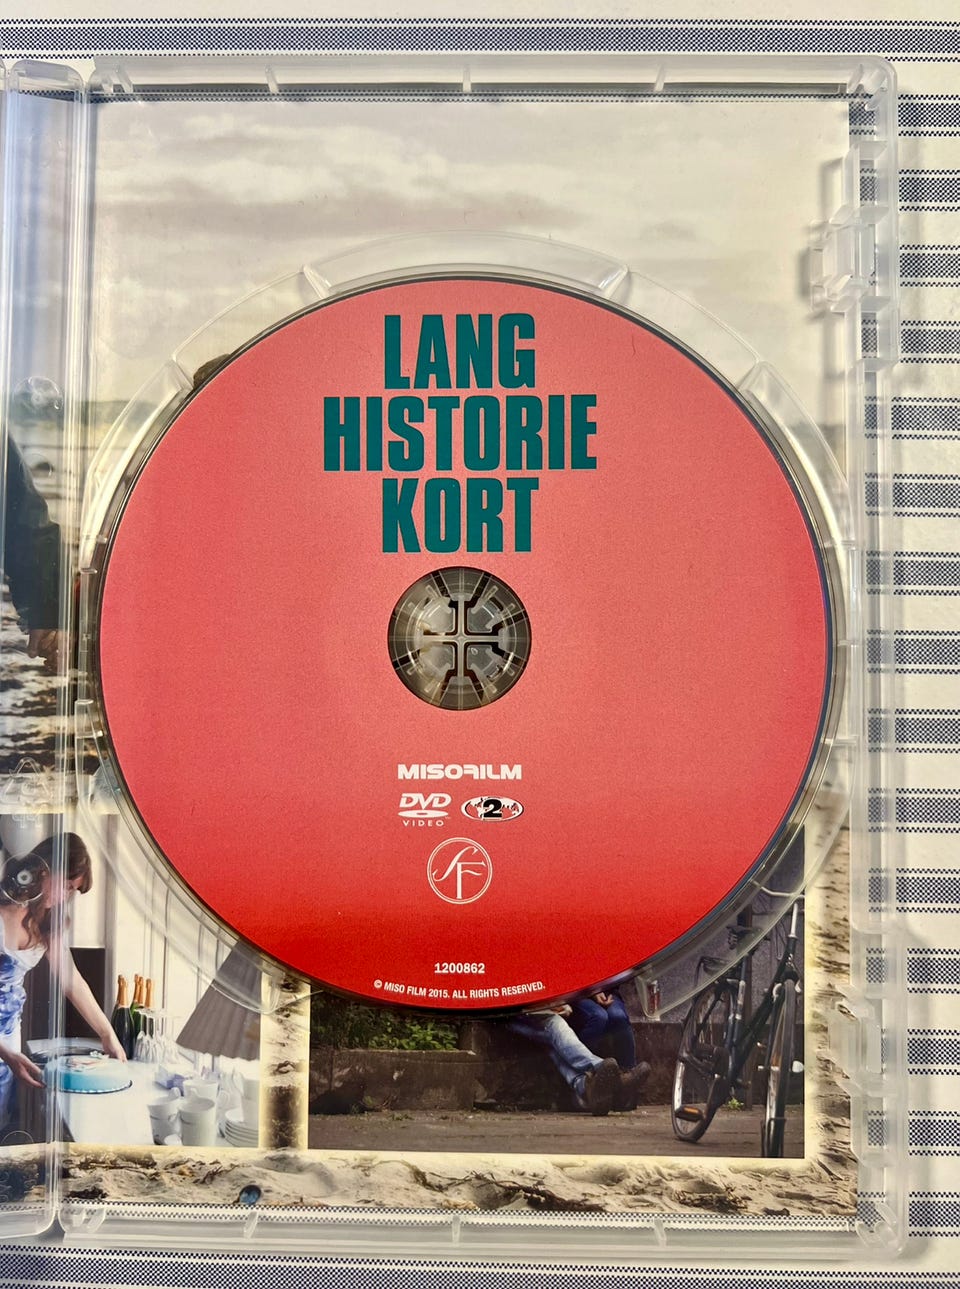 LANG
HISTORIE
KORT
MISOFILM
DVD
VIDEO
2
SF
1200862
© MISO FILM 2015. ALL RIGHTS RESERVED.